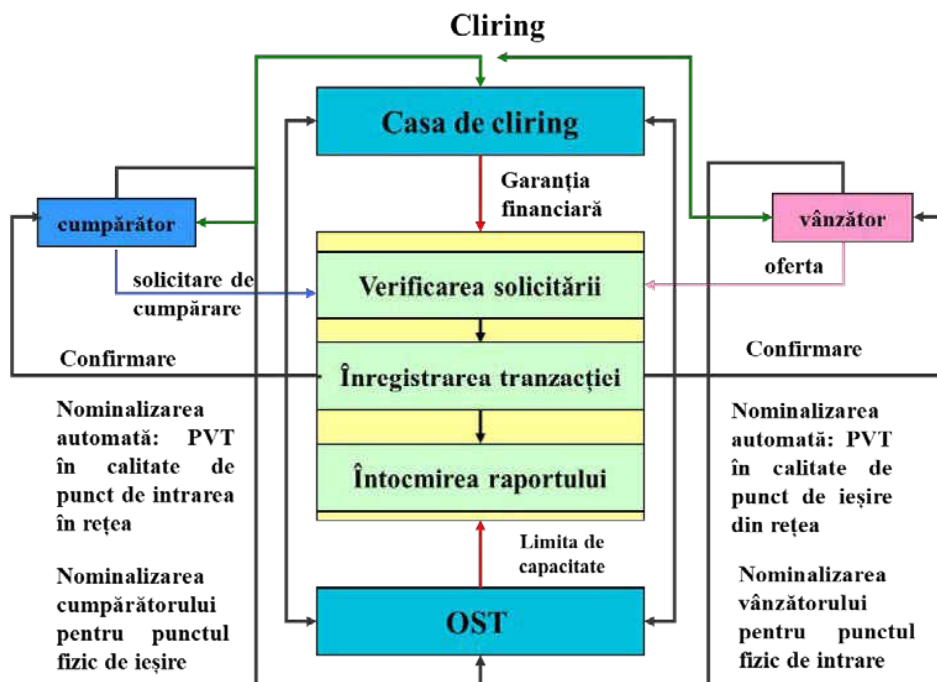 Cliring
Casa de cliring
Garanția
financiară
cumpărător
vânzător
solicitare de
cumpărare
oferta
Verificarea solicitării
Confirmare
Confirmare
Înregistrarea tranzacției
Nominalizarea
automată: PVT
în calitate de
punct de intrarea
în rețea
Nominalizarea
automată: PVT
în calitate de
punct de ieșire
din rețea
Întocmirea raportului
Limita de
capacitate
Nominalizarea
cumpărătorului
pentru punctul
fizic de ieșire
OST
Nominalizarea
vânzătorului
pentru punctul
fizic de intrare